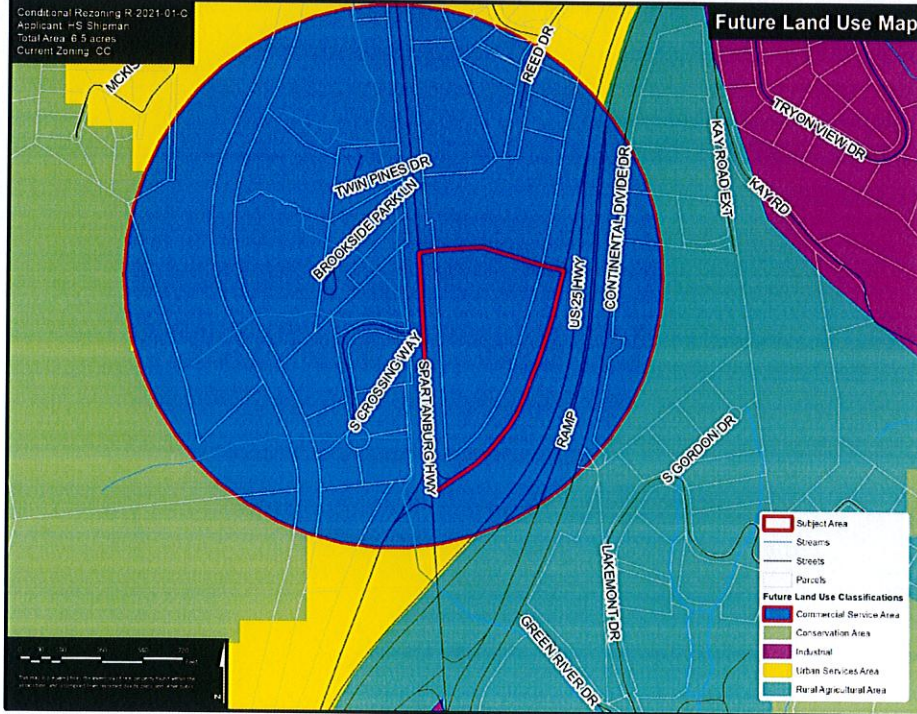 Conditional Rezoning R-2021-01-C
Applicant: HS Shipman
Total Area: 6.5 acres
Current Zoning: CC
Future Land Use Map
REED DR
TRYON VIEW DR
KAY ROAD EXT
KAY RD
TWIN PINES DR
BROOKSIDE PARK LN
CONTINENTAL DIVIDE DR
US 25 HWY
S CROSSING WAY
SPARTANBURG HWY
RAMP
S GORDON DR
LAKEMONT DR
GREEN RIVER DR
Subject Area
Streams
Streets
Parcels
Future Land Use Classifications
Commercial Service Area
Conservation Area
Industrial
Urban Services Area
Rural Agricultural Area
N